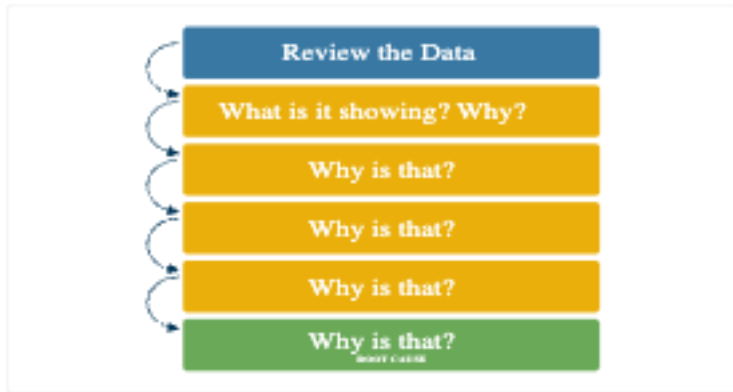 Review the Data
What is it showing? Why?
Why is that?
Why is that?
Why is that?
Why is that?
ROOT CAUSE